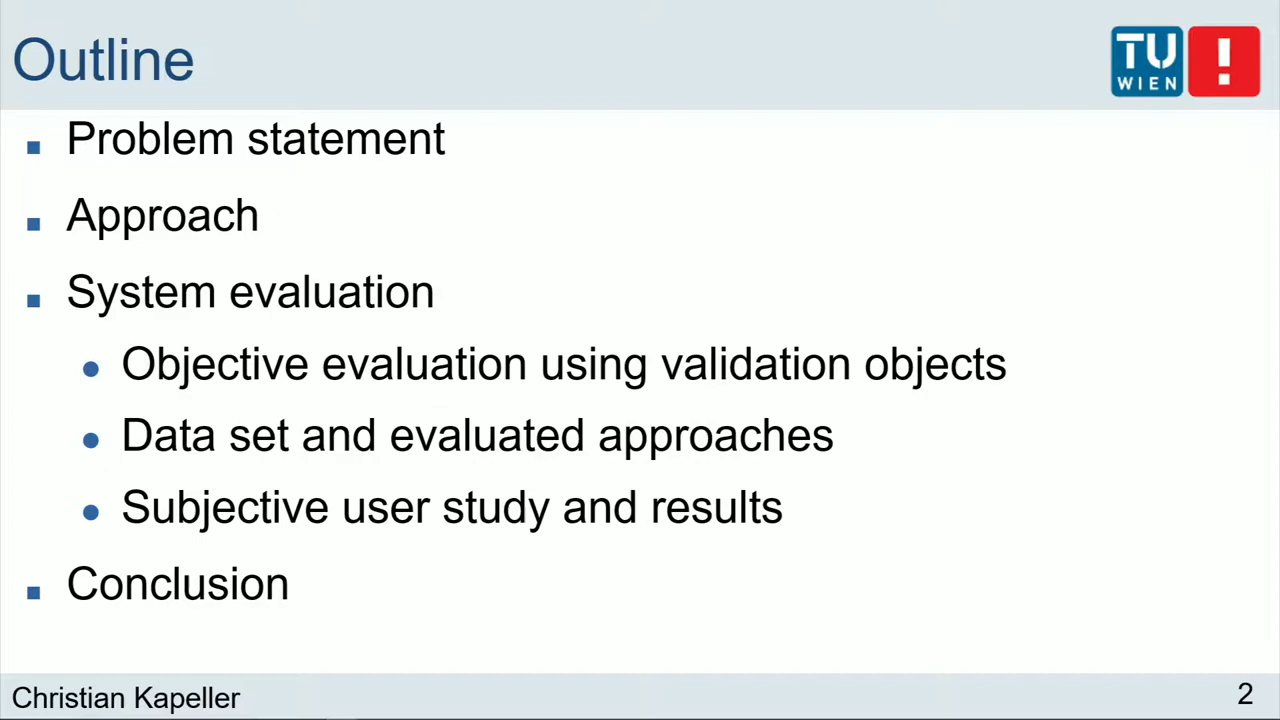 Outline
TU
WIEN
!
Problem statement
Approach
System evaluation
Objective evaluation using validation objects
Data set and evaluated approaches
Subjective user study and results
Conclusion
Christian Kapeller
2